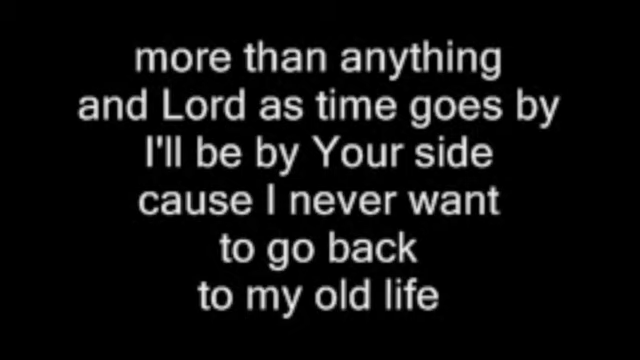 more than anything
and Lord as time goes by
I'll be by Your side
cause I never want
to go back
to my old life